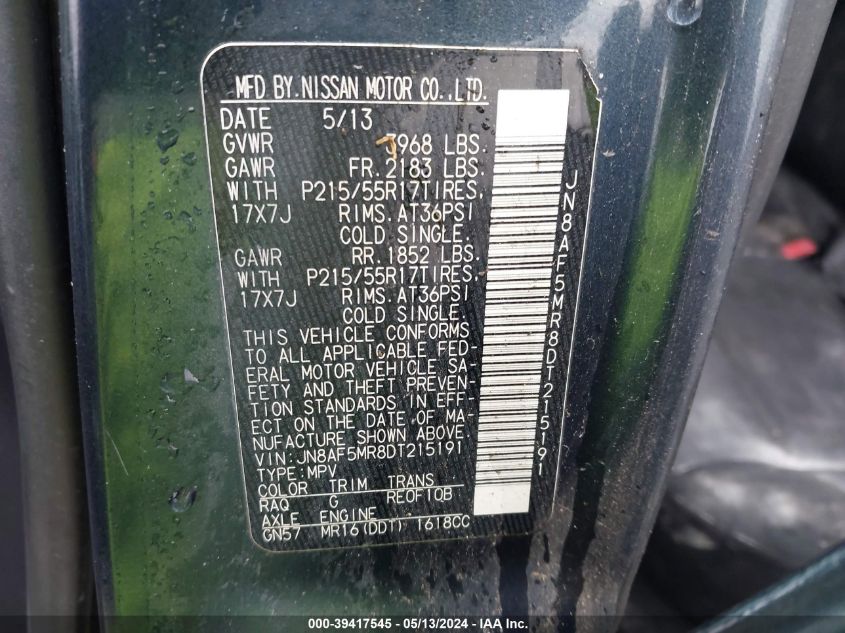 MFD BY.NISSAN MOTOR CO.,LTD.
DATE 5/13
GVWR 3968 LBS.
GAWR FR.2183 LBS.
WITH P215/55R17TIRES,
17X7J RIMS.AT36PSI
COLD SINGLE.
GAWR RR.1852 LBS.
WITH P215/55R17TIRES,
17X7J RIMS.AT36PSI
COLD SINGLE.
THIS VEHICLE CONFORMS
TO ALL APPLICABLE FED-
ERAL MOTOR VEHICLE SA-
FETY AND THEFT PREVEN-
TION STANDARDS IN EFF-
ECT ON THE DATE OF MA-
NUFACTURE SHOWN ABOVE.
VIN:JN8AF5MR8DT215191
TYPE:MPV
COLOR TRIM TRANS
RAQ G RE0F10B
AXLE ENGINE
GN57 MR16(DDT) 1618CC
JN8AF5MR8DT215191
000-39417545 - 05/13/2024 - IAA Inc.